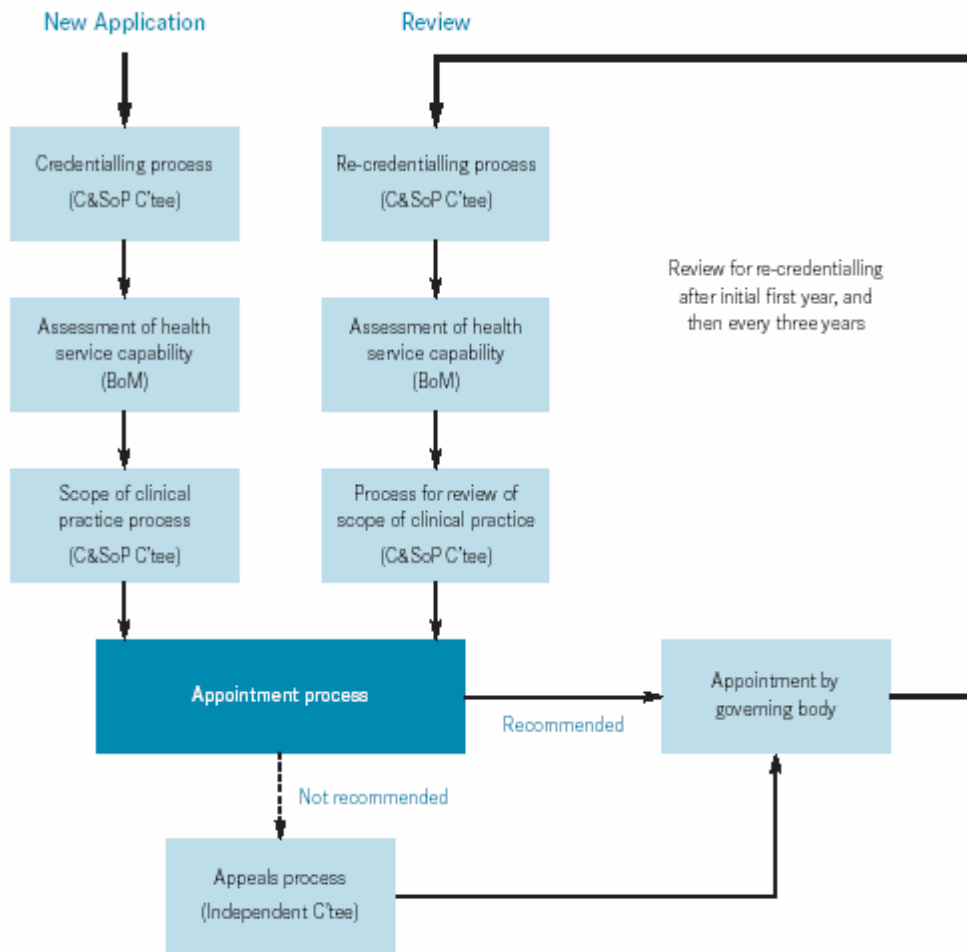 New Application
Review
Credentialling process
(C&SoP C'tee)
Re-credentialling process
(C&SoP C'tee)
Review for re-credentialling
after initial first year, and
then every three years
Assessment of health
service capability
(BoM)
Assessment of health
service capability
(BoM)
Scope of clinical
practice process
(C&SoP C'tee)
Process for review of
scope of clinical practice
(C&SoP C'tee)
Appointment process
Recommended
Appointment by
governing body
Not recommended
Appeals process
(Independent C'tee)